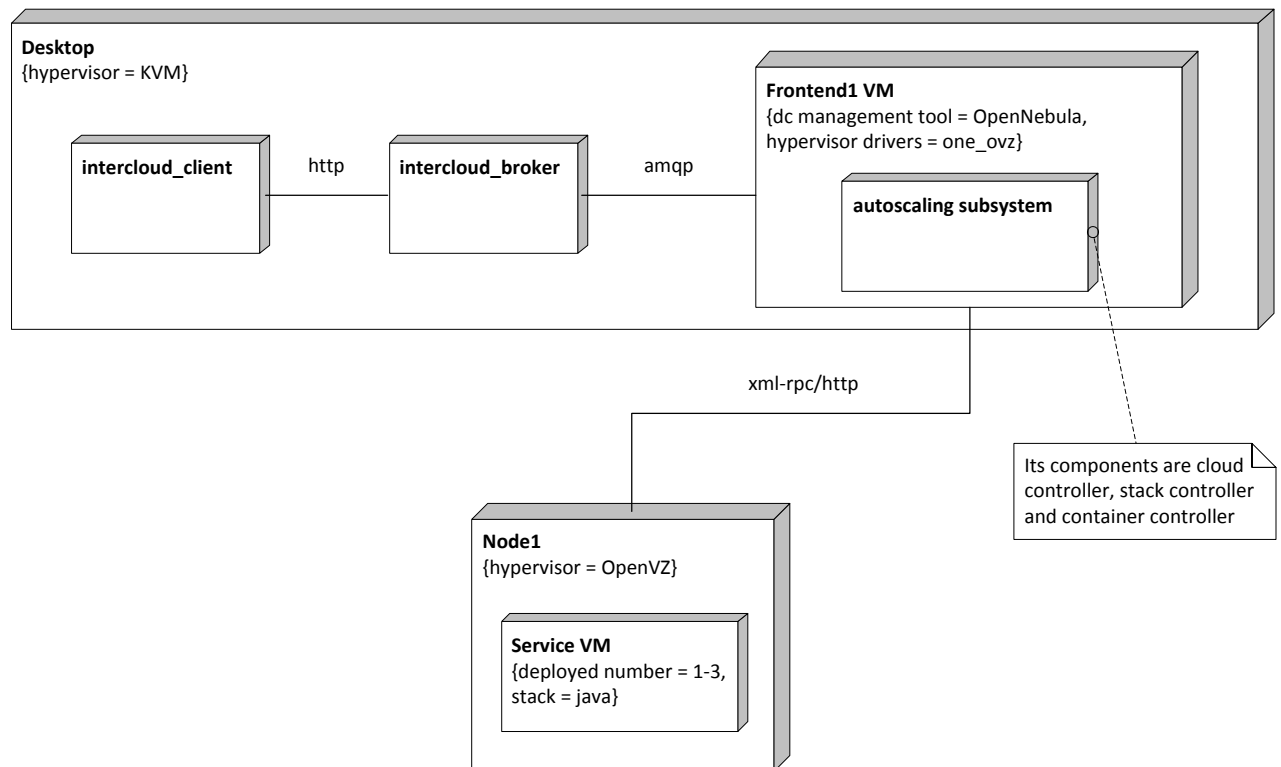 Desktop
{hypervisor = KVM}
intercloud_client
http
intercloud_broker
amqp
Frontend1 VM
{dc management tool = OpenNebula,
hypervisor drivers = one_ovz}
autoscaling subsystem
xml-rpc/http
Its components are cloud
controller, stack controller
and container controller
Node1
{hypervisor = OpenVZ}
Service VM
{deployed number = 1-3,
stack = java}